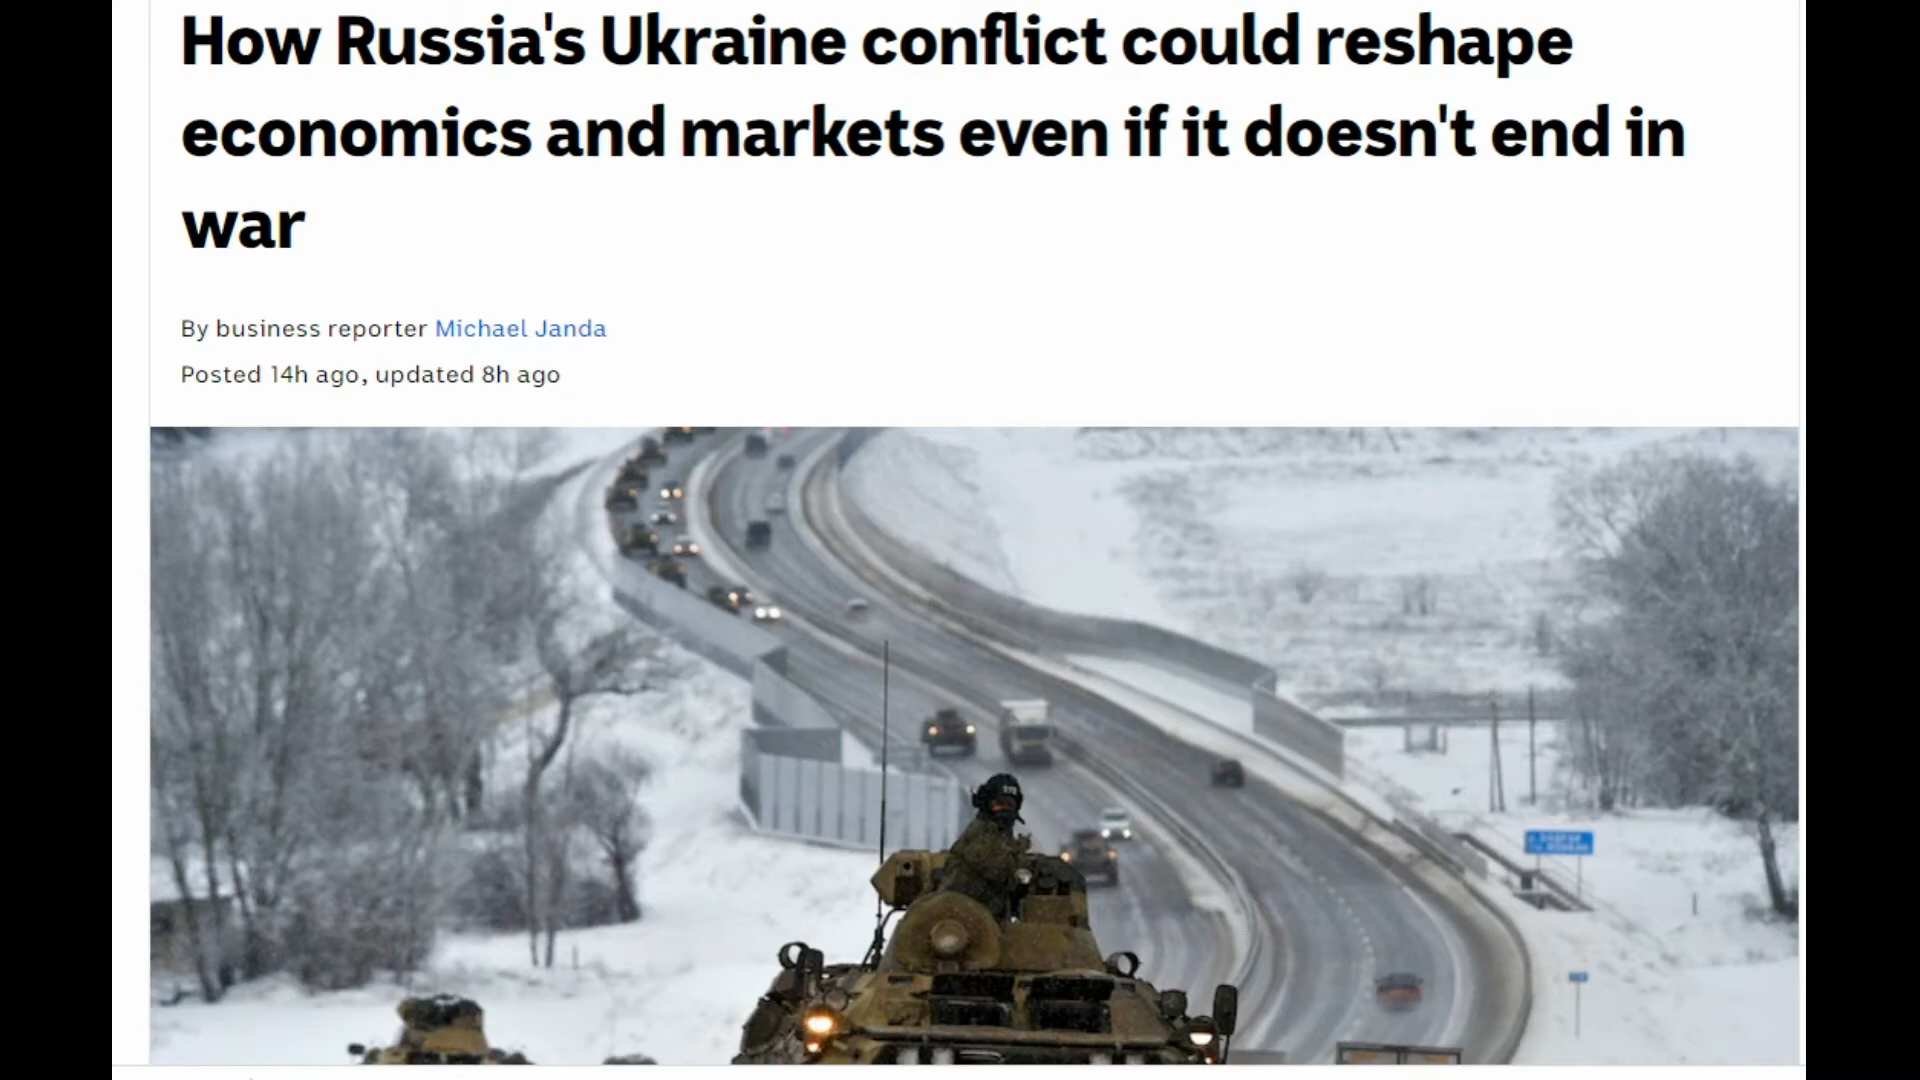 How Russia's Ukraine conflict could reshape
economics and markets even if it doesn't end in
war
By business reporter Michael Janda
Posted 14h ago, updated 8h ago